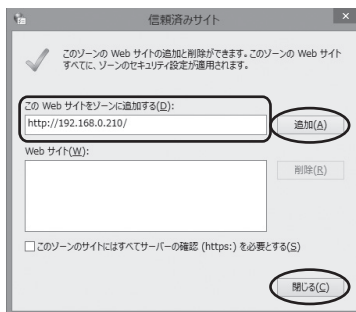 信頼済みサイト
×
このゾーンの Web サイトの追加と削除ができます。このゾーンの Web サイト
すべてに、ゾーンのセキュリティ設定が適用されます。
この Web サイトをゾーンに追加する(D):
http://192.168.0.210/
追加(A)
Web サイト(W):
削除(R)
このゾーンのサイトにはすべてサーバーの確認 (https:) を必要とする(S)
閉じる(C)